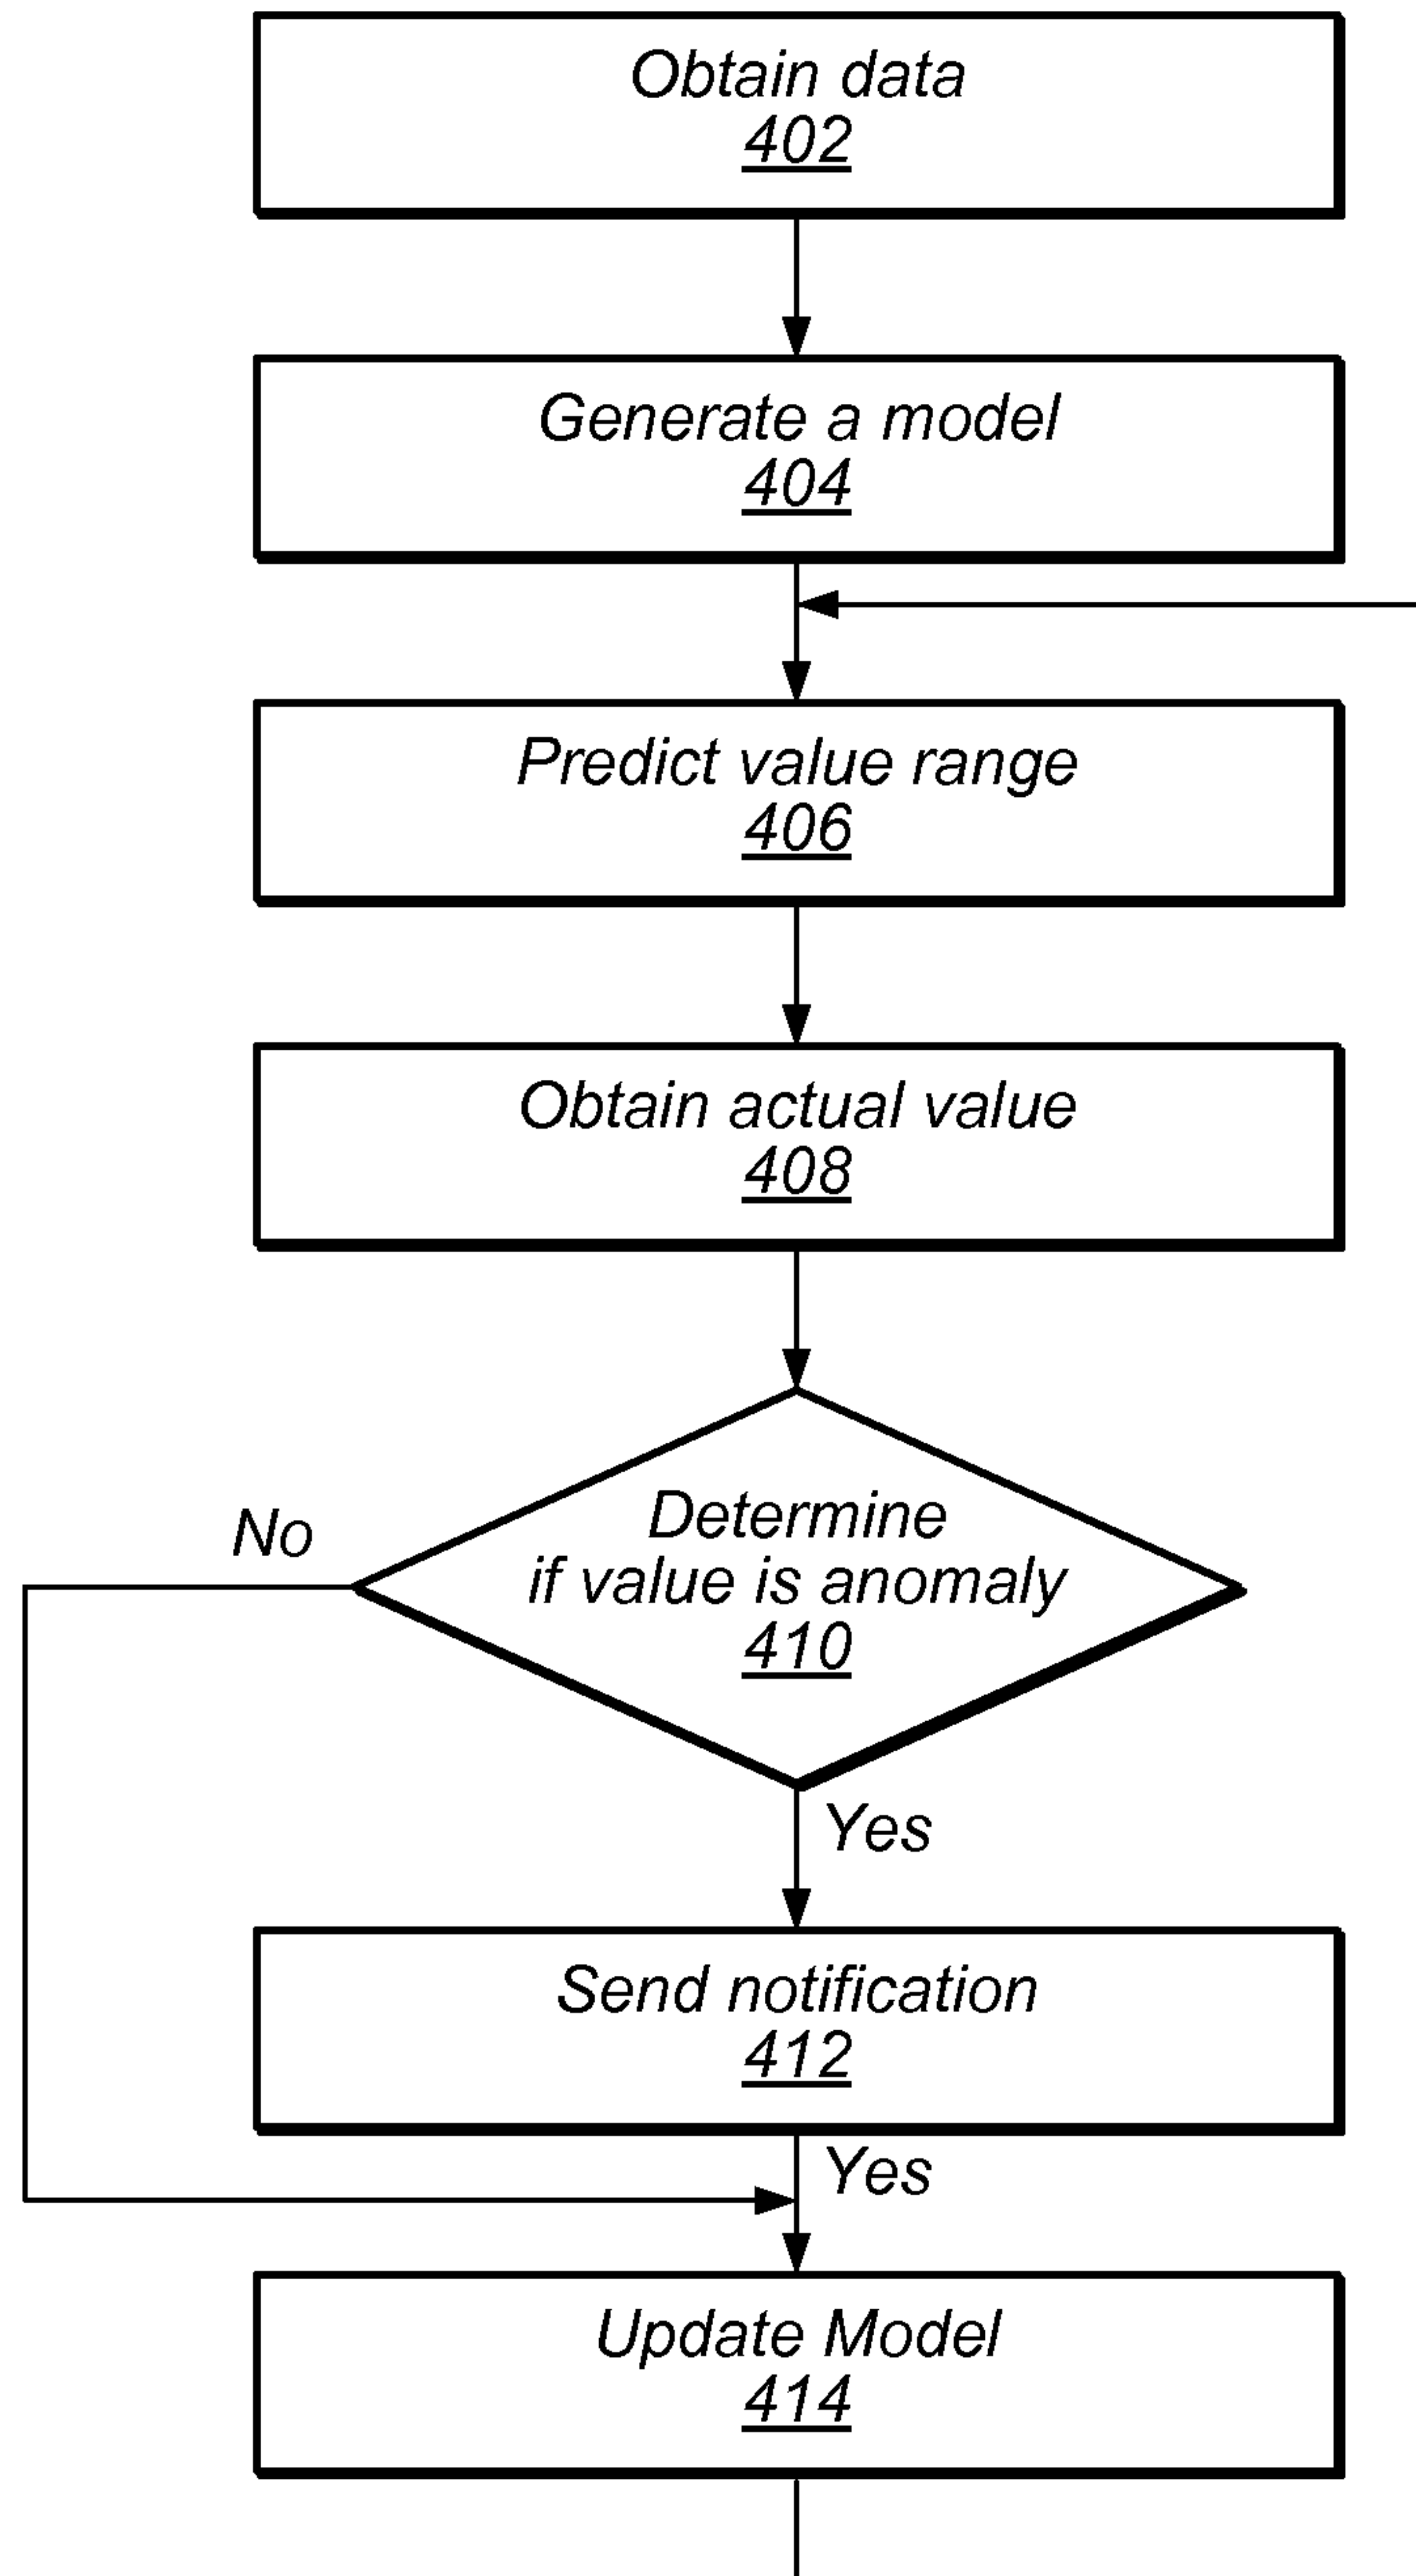 Obtain data
402
Generate a model
404
Predict value range
406
Obtain actual value
408
Determine
if value is anomaly
410
No
Yes
Send notification
412
Yes
Update Model
414